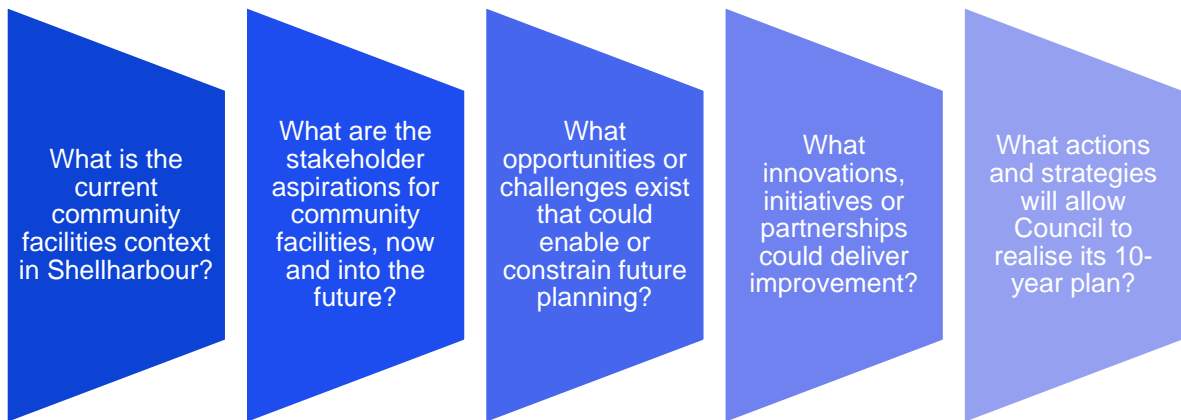 What is the
current
community
facilities context
in Shellharbour?
What are the
stakeholder
aspirations for
community
facilities, now
and into the
future?
What
opportunities or
challenges exist
that could
enable or
constrain future
planning?
What
innovations,
initiatives or
partnerships
could deliver
improvement?
What actions
and strategies
will allow
Council to
realise its 10-
year plan?